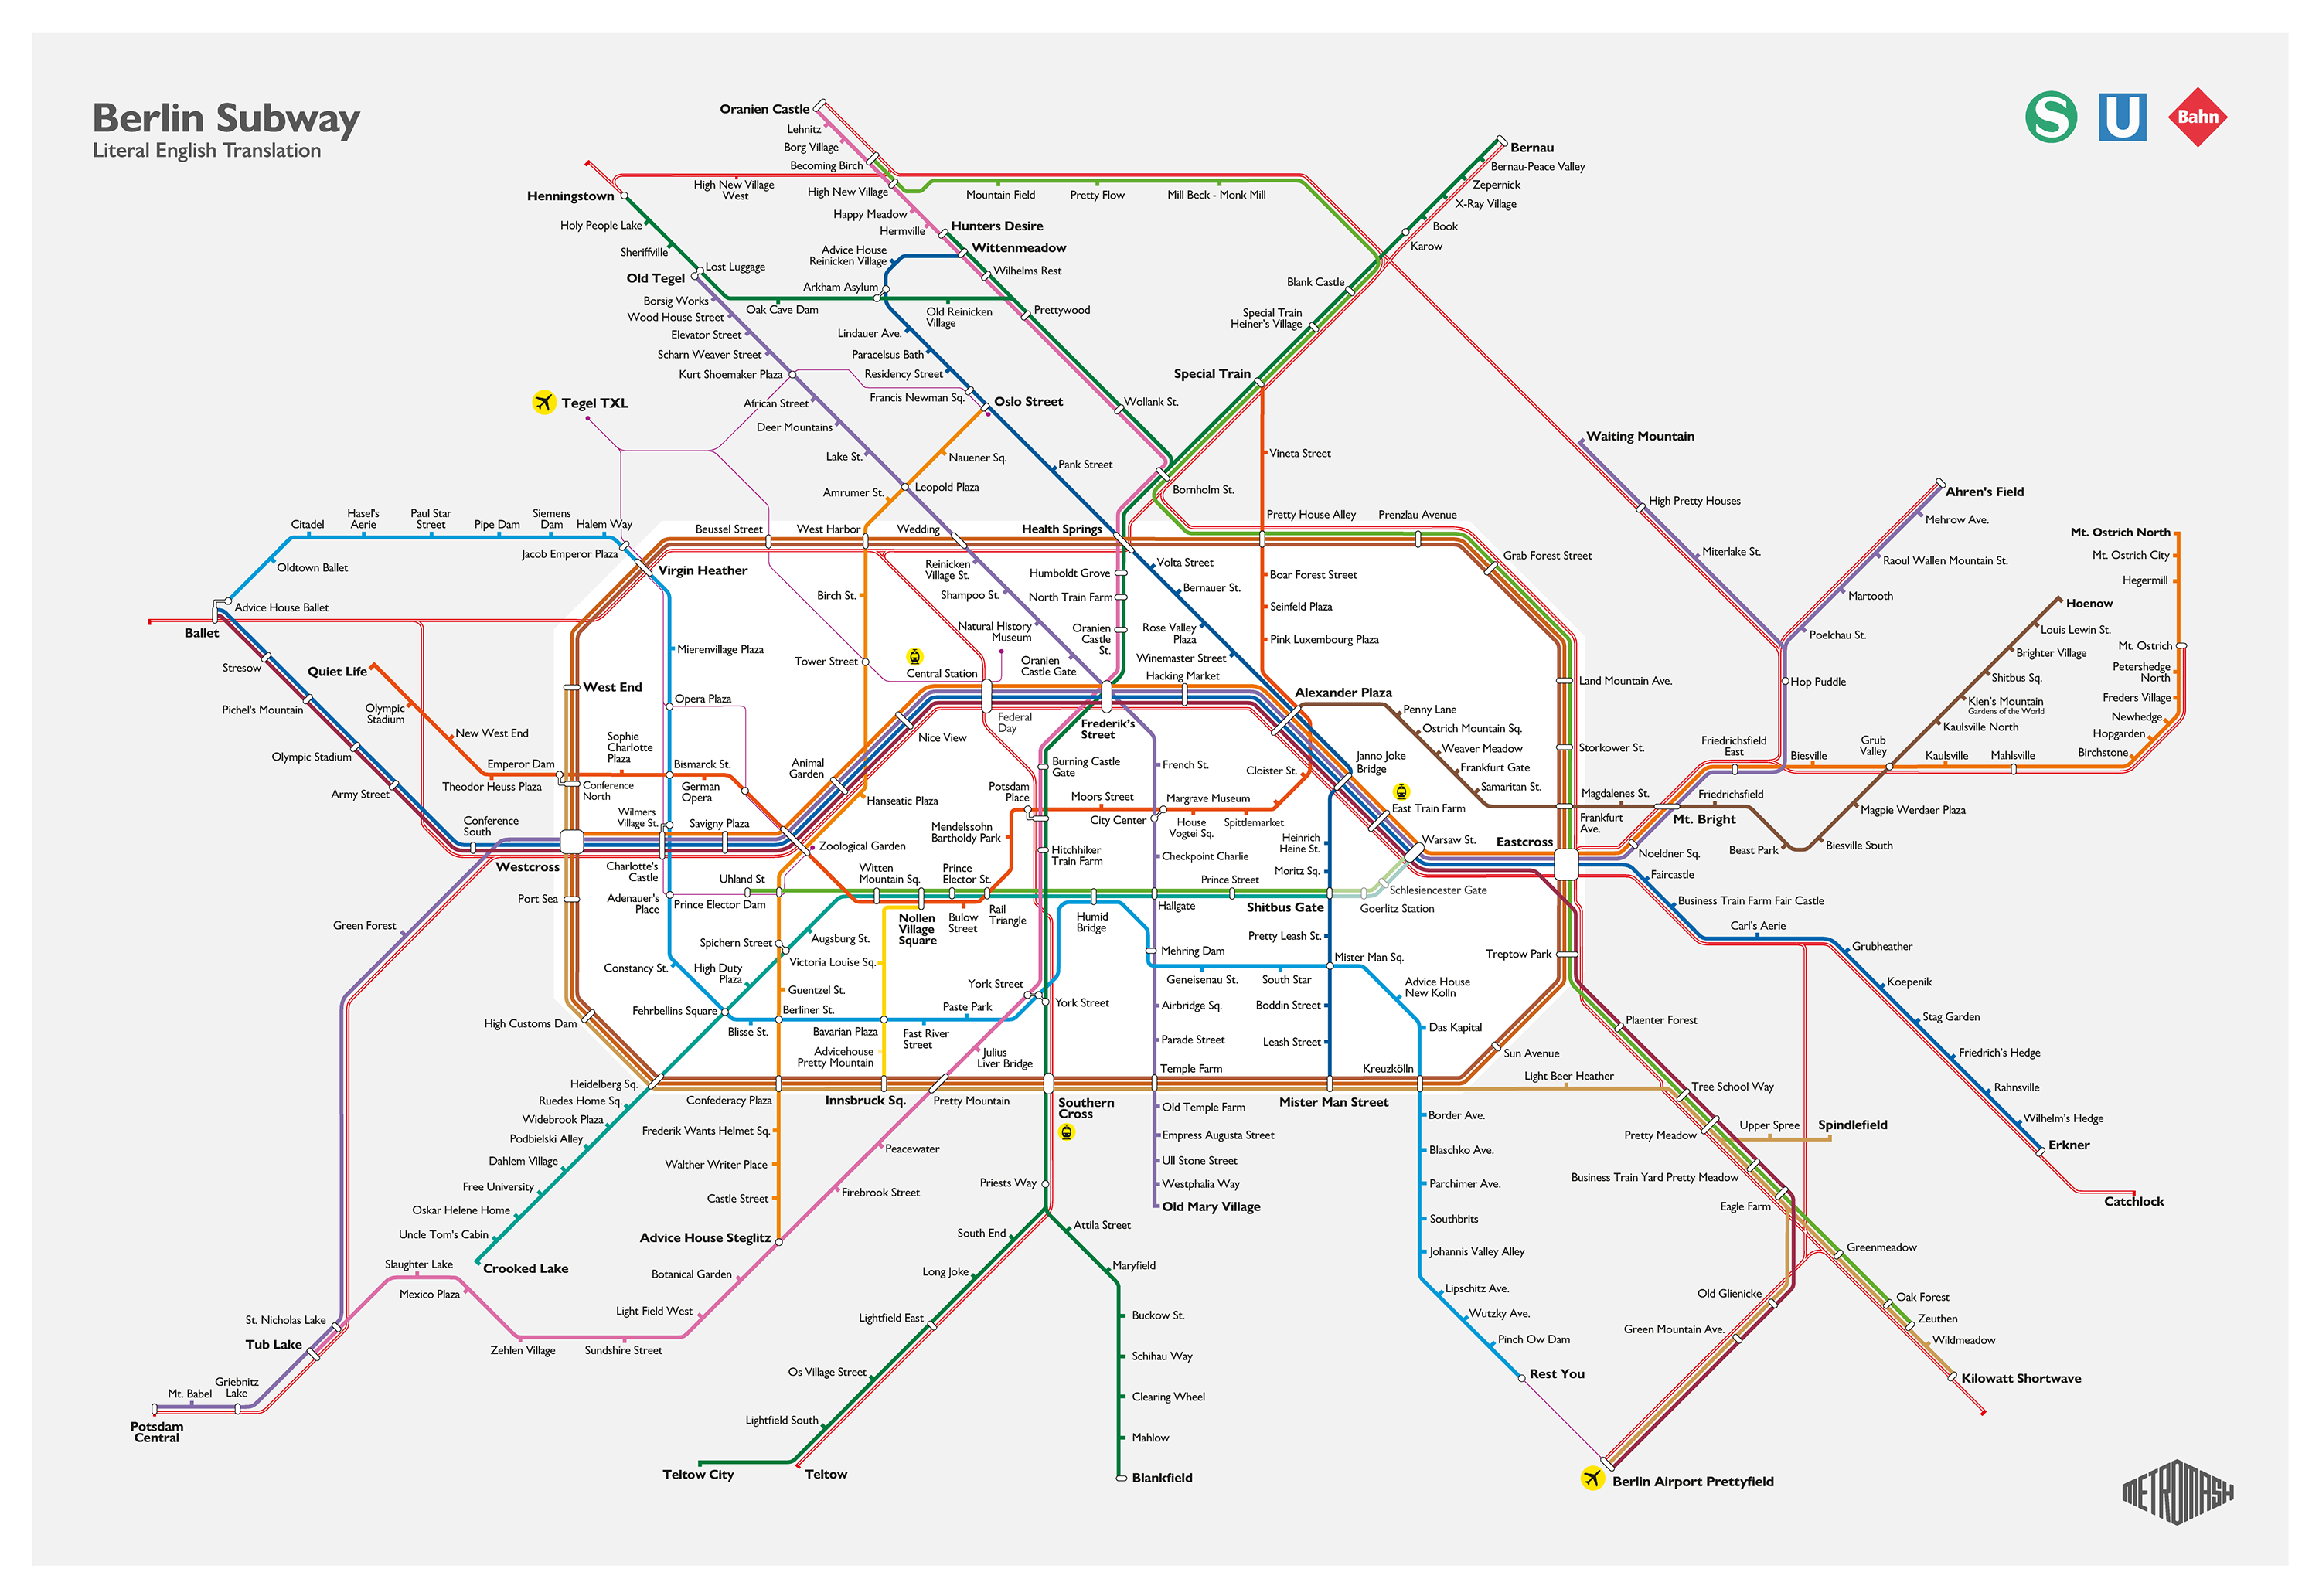 Berlin Subway
Literal English Translation
S
U
Bahn
Oranien Castle
Lehnitz
Borg Village
Becoming Birch
High New Village
West
High New Village
Mountain Field
Pretty Flow
Mill Beck - Monk Mill
Henningstown
Holy People Lake
Sheriffville
Lost Luggage
Old Tegel
Happy Meadow
Hermville
Hunters Desire
Wittenmeadow
Advice House
Reinicken Village
Wilhelms Rest
Arkham Asylum
Prettywood
Oak Cave Dam
Old Reinicken
Village
Borsig Works
Wood House Street
Elevator Street
Scharn Weaver Street
Kurt Shoemaker Plaza
African Street
Deer Mountains
Lake St.
Lindauer Ave.
Paracelsus Bath
Residency Street
Francis Newman Sq.
Oslo Street
Wollank St.
Bernau
Bernau-Peace Valley
Zepernick
X-Ray Village
Book
Karow
Blank Castle
Special Train
Heiner's Village
Special Train
Vineta Street
Tegel TXL
Nauener Sq.
Leopold Plaza
Amrumer St.
Pank Street
Bornholm St.
Waiting Mountain
High Pretty Houses
Miterlake St.
Ahren's Field
Mehrow Ave.
Raoul Wallen Mountain St.
Martooth
Poelchau St.
Hop Puddle
Mt. Ostrich North
Mt. Ostrich City
Hegermill
Mt. Ostrich
Petershedge
North
Freders Village
Newhedge
Hopgarden
Birchstone
Hoenow
Louis Lewin St.
Brighter Village
Shitbus Sq.
Kien's Mountain
Gardens of the World
Kaulsville North
Grub
Valley
Kaulsville
Mahlsville
Biesville
Friedrichsfield
East
Magpie Werdaer Plaza
Biesville South
Beast Park
Friedrichsfield
Mt. Bright
Magdalenes St.
Citadel
Hasel's
Aerie
Paul Star
Street
Pipe Dam
Siemens
Dam
Halem Way
Jacob Emperor Plaza
Oldtown Ballet
Advice House Ballet
Ballet
Stresow
Pichel's Mountain
Olympic Stadium
Army Street
Quiet Life
Olympic
Stadium
New West End
Theodor Heuss Plaza
Emperor Dam
Sophie
Charlotte
Plaza
Bismarck St.
German
Opera
Conference
North
Conference
South
Westcross
West End
Virgin Heather
Beussel Street
West Harbor
Wedding
Health Springs
Pretty House Alley
Prenzlau Avenue
Grab Forest Street
Mierenville Plaza
Opera Plaza
Birch St.
Tower Street
Reinicken
Village St.
Shampoo St.
Natural History
Museum
Oranien
Castle Gate
Humboldt Grove
North Train Farm
Oranien
Castle
St.
Volta Street
Bernauer St.
Rose Valley
Plaza
Winemaster Street
Boar Forest Street
Seinfeld Plaza
Pink Luxembourg Plaza
Central Station
Federal
Day
Nice View
Animal
Garden
Hanseatic Plaza
Frederik's
Street
Hacking Market
Alexander Plaza
Penny Lane
Ostrich Mountain Sq.
Weaver Meadow
Frankfurt Gate
Samaritan St.
Land Mountain Ave.
Storkower St.
Frankfurt
Ave.
Janno Joke
Bridge
East Train Farm
Warsaw St.
Eastcross
Noeldner Sq.
Cloister St.
Burning Castle
Gate
French St.
Potsdam
Place
Moors Street
City Center
Margrave Museum
House
Vogtei Sq.
Spittlemarket
Mendelssohn
Bartholdy Park
Hitchhiker
Train Farm
Checkpoint Charlie
Heinrich
Heine St.
Moritz Sq.
Wilmers
Village St.
Savigny Plaza
Charlotte's
Castle
Zoological Garden
Adenauer's
Place
Uhland St
Prince Elector Dam
Witten
Mountain Sq.
Prince
Elector St.
Nollen
Village
Square
Bulow
Street
Rail
Triangle
Humid
Bridge
Hallgate
Prince Street
Shitbus Gate
Schlesiencester Gate
Goerlitz Station
Port Sea
Green Forest
Spichern Street
Augsburg St.
Victoria Louise Sq.
High Duty
Plaza
Constancy St.
Guentzel St.
Fehrbellins Square
Berliner St.
Blisse St.
Bavarian Plaza
Fast River
Street
Paste Park
York Street
York Street
Advicehouse
Pretty Mountain
Julius
Liver Bridge
High Customs Dam
Heidelberg Sq.
Ruedes Home Sq.
Widebrook Plaza
Podbielski Alley
Dahlem Village
Free University
Oskar Helene Home
Uncle Tom's Cabin
Crooked Lake
Confederacy Plaza
Innsbruck Sq.
Pretty Mountain
Southern
Cross
Frederik Wants Helmet Sq.
Walther Writer Place
Castle Street
Advice House Steglitz
Peacewater
Firebrook Street
Botanical Garden
Light Field West
Sundshire Street
Zehlen Village
Mexico Plaza
Slaughter Lake
St. Nicholas Lake
Tub Lake
Griebnitz
Lake
Mt. Babel
Potsdam
Central
Mehring Dam
Geneisenau St.
South Star
Pretty Leash St.
Mister Man Sq.
Advice House
New Kolln
Airbridge Sq.
Boddin Street
Parade Street
Leash Street
Das Kapital
Temple Farm
Kreuzkölln
Mister Man Street
Old Temple Farm
Empress Augusta Street
Ull Stone Street
Westphalia Way
Old Mary Village
Priests Way
South End
Long Joke
Lightfield East
Os Village Street
Lightfield South
Teltow City
Teltow
Attila Street
Maryfield
Buckow St.
Schihau Way
Clearing Wheel
Mahlow
Blankfield
Border Ave.
Blaschko Ave.
Parchimer Ave.
Southbrits
Johannis Valley Alley
Lipschitz Ave.
Wutzky Ave.
Pinch Ow Dam
Rest You
Treptow Park
Sun Avenue
Light Beer Heather
Plaenter Forest
Tree School Way
Pretty Meadow
Upper Spree
Spindlefield
Business Train Yard Pretty Meadow
Eagle Farm
Greenmeadow
Old Glienicke
Green Mountain Ave.
Oak Forest
Zeuthen
Wildmeadow
Kilowatt Shortwave
Berlin Airport Prettyfield
Faircastle
Business Train Farm Fair Castle
Carl's Aerie
Grubheather
Koepenik
Stag Garden
Friedrich's Hedge
Rahnsville
Wilhelm's Hedge
Erkner
Catchlock
METROMASH